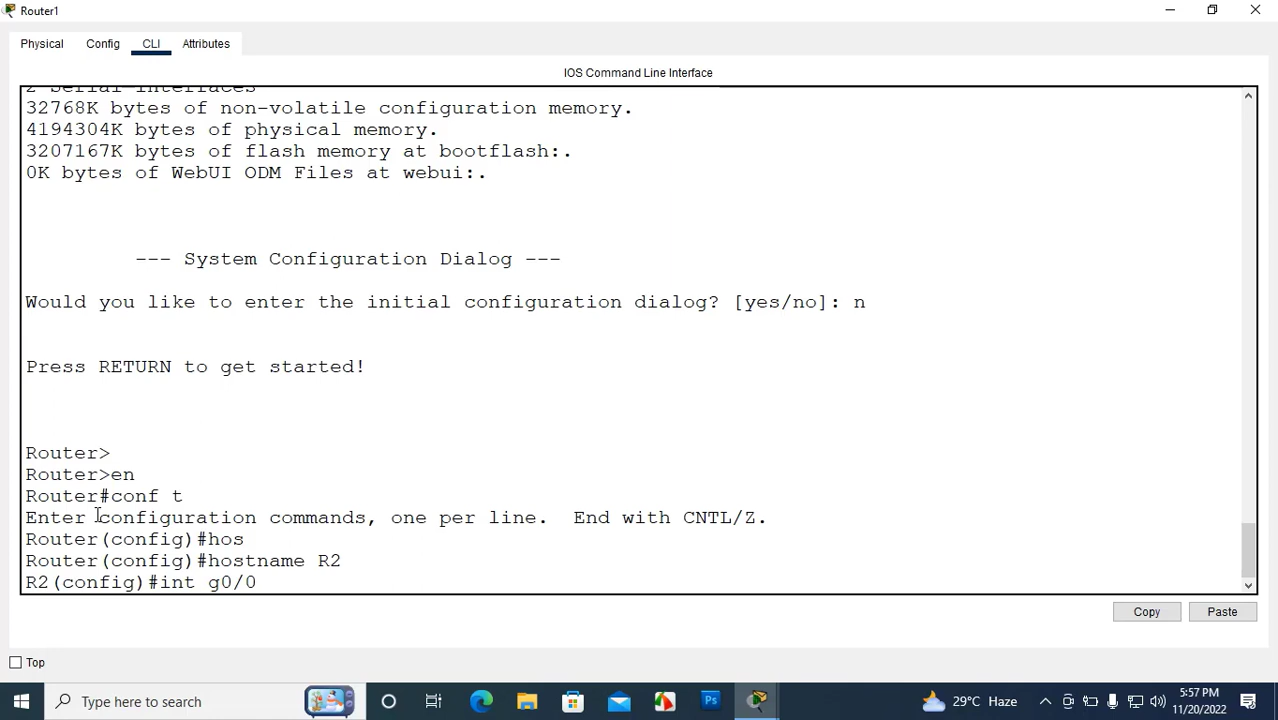 Router1
Physical Config CLI Attributes
IOS Command Line Interface
2 Serial interfaces
32768K bytes of non-volatile configuration memory.
4194304K bytes of physical memory.
3207167K bytes of flash memory at bootflash:.
0K bytes of WebUI ODM Files at webui:.
--- System Configuration Dialog ---
Would you like to enter the initial configuration dialog? [yes/no]: n
Press RETURN to get started!
Router>
Router>en
Router#conf t
Enter configuration commands, one per line. End with CNTL/Z.
Router(config)#hos
Router(config)#hostname R2
R2(config)#int g0/0
Copy Paste
Top
Type here to search
Ps
29°C Haze
5:57 PM
11/20/2022